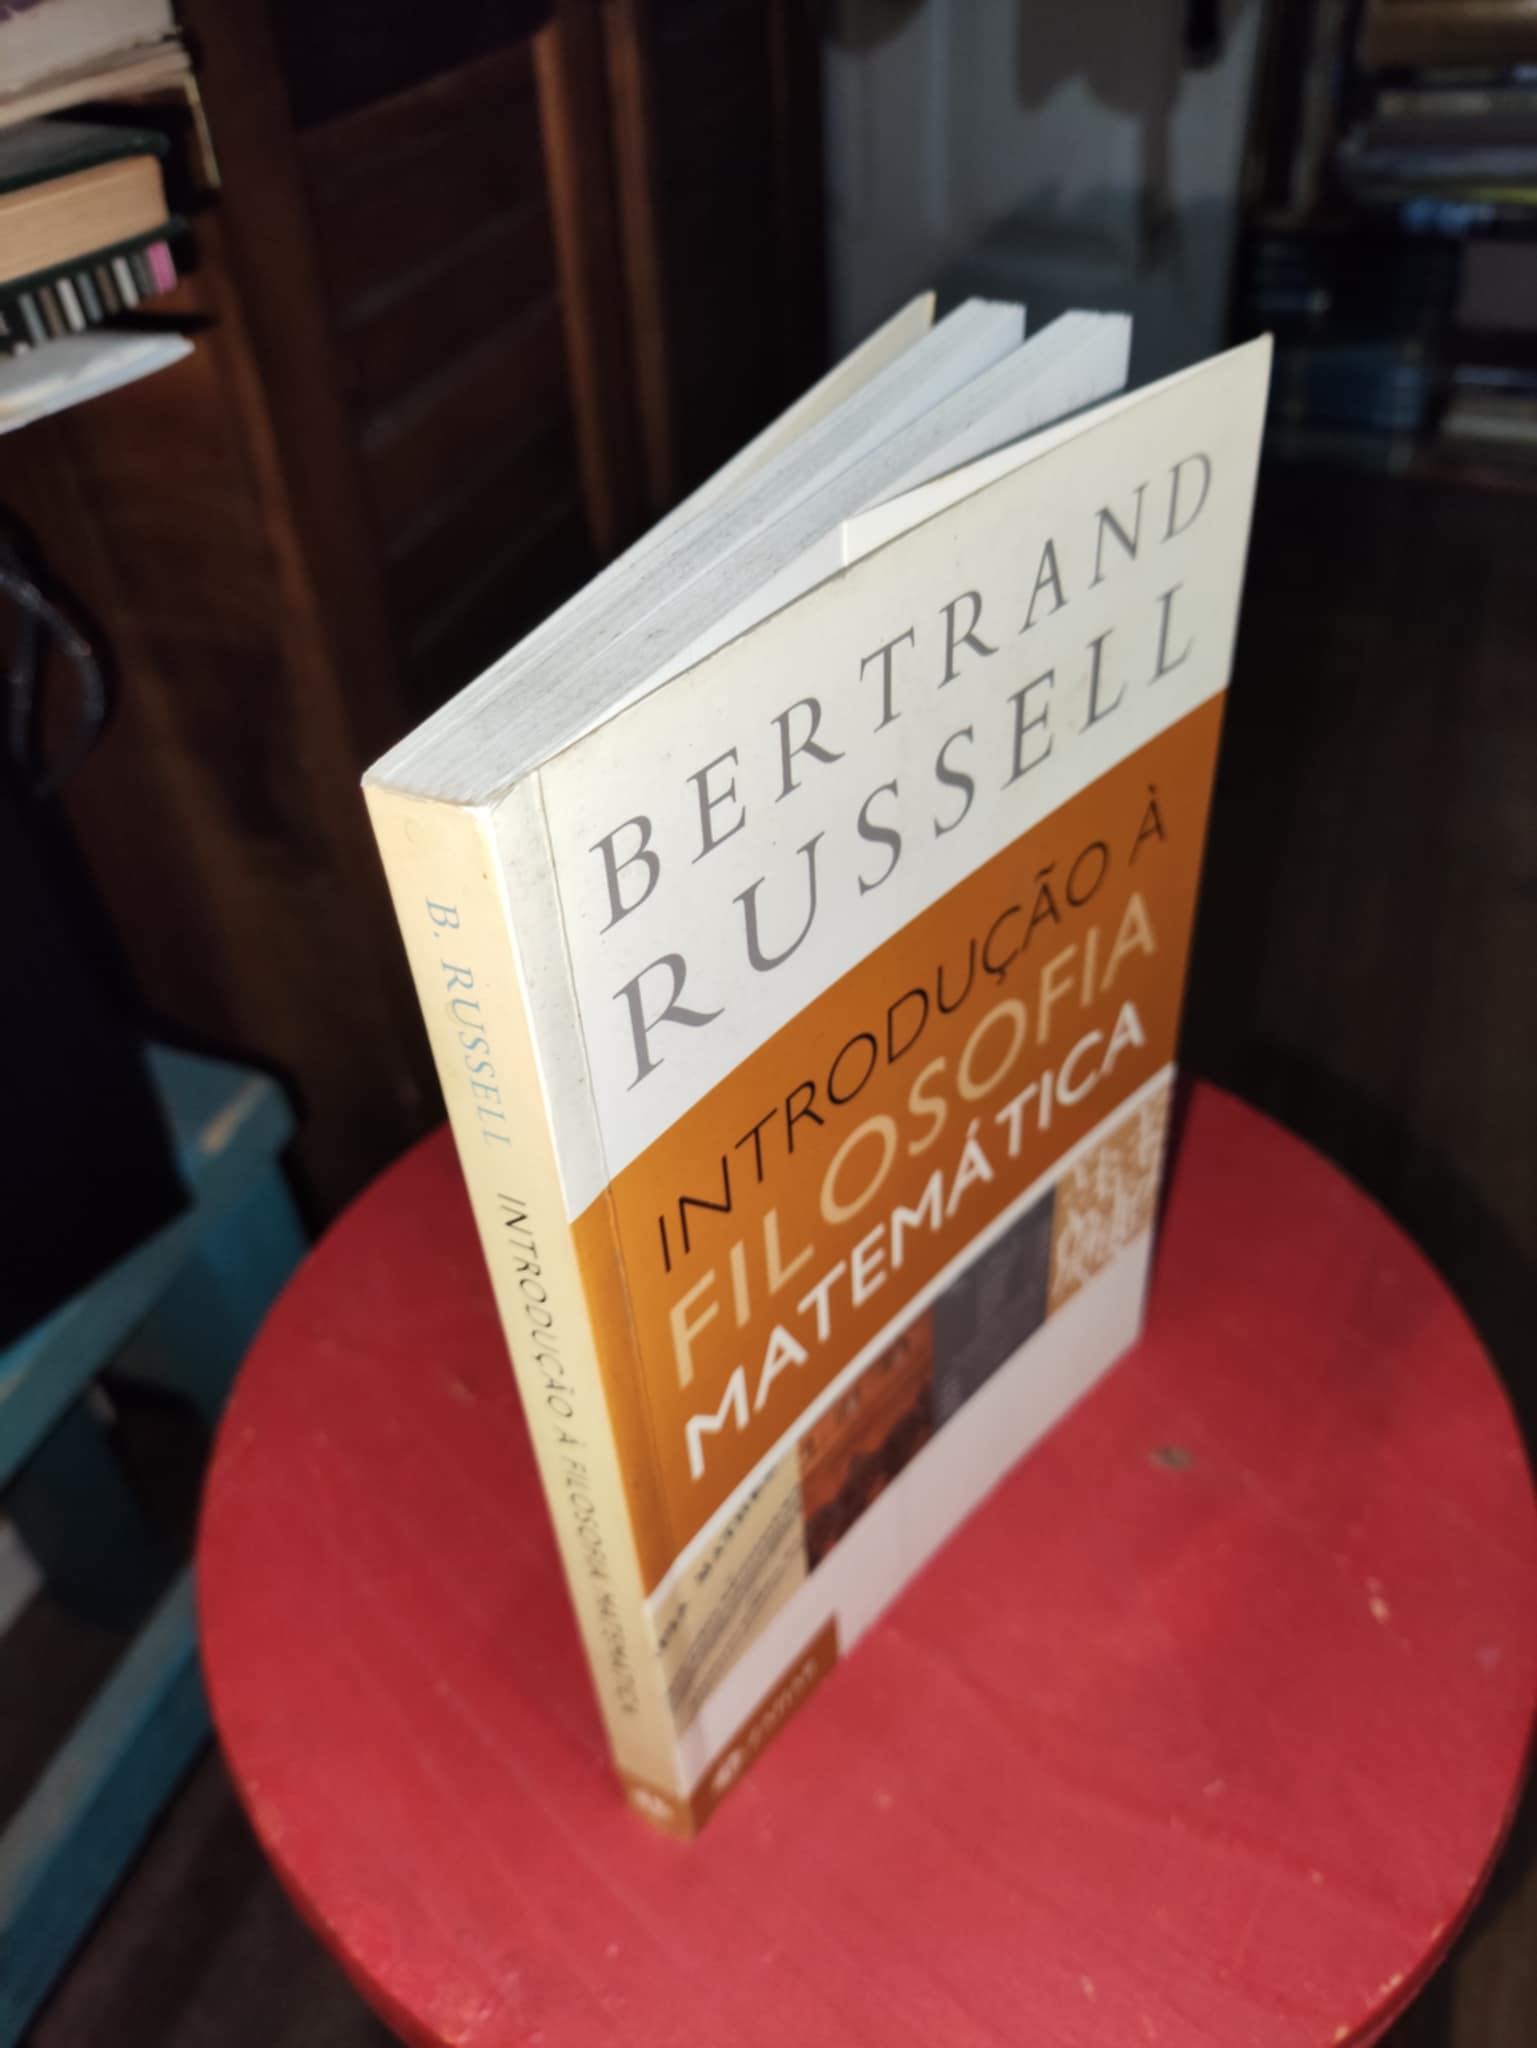 BERTRAND
RUSSELL
INTRODUÇÃO À
FILOSOFIA
MATEMÁTICA
B. RUSSELL INTRODUÇÃO À FILOSOFIA MATEMÁTICA